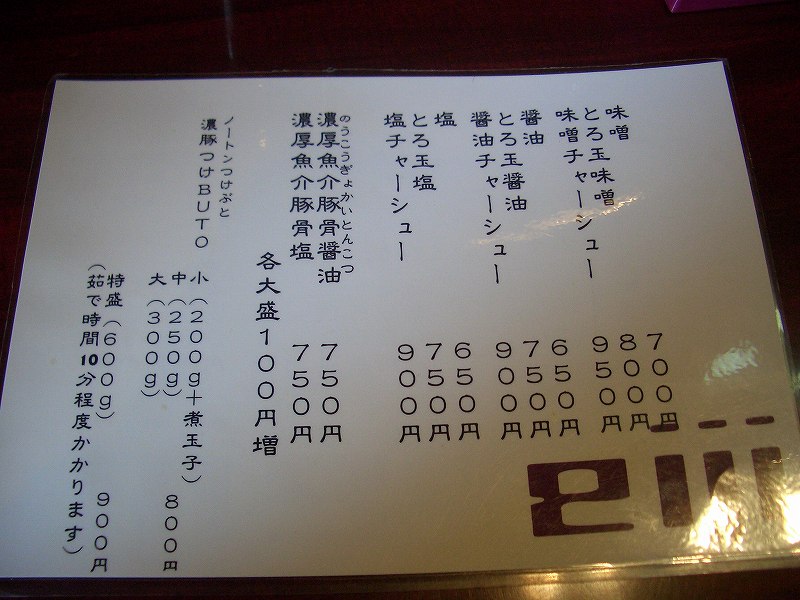 味噌 700円
とろ玉味噌 800円
味噌チャーシュー 950円
醤油 650円
とろ玉醤油 750円
醤油チャーシュー 900円
塩 650円
とろ玉塩 750円
塩チャーシュー 900円
のうこうぎょかいとんこつ
濃厚魚介豚骨醤油 750円
濃厚魚介豚骨塩 750円
各大盛100円増
ノートンつけぶと
濃豚つけBUTO
小(200g+煮玉子)
中(250g) 800円
大(300g)
特盛(600g) 900円
(茹で時間10分程度かかります)